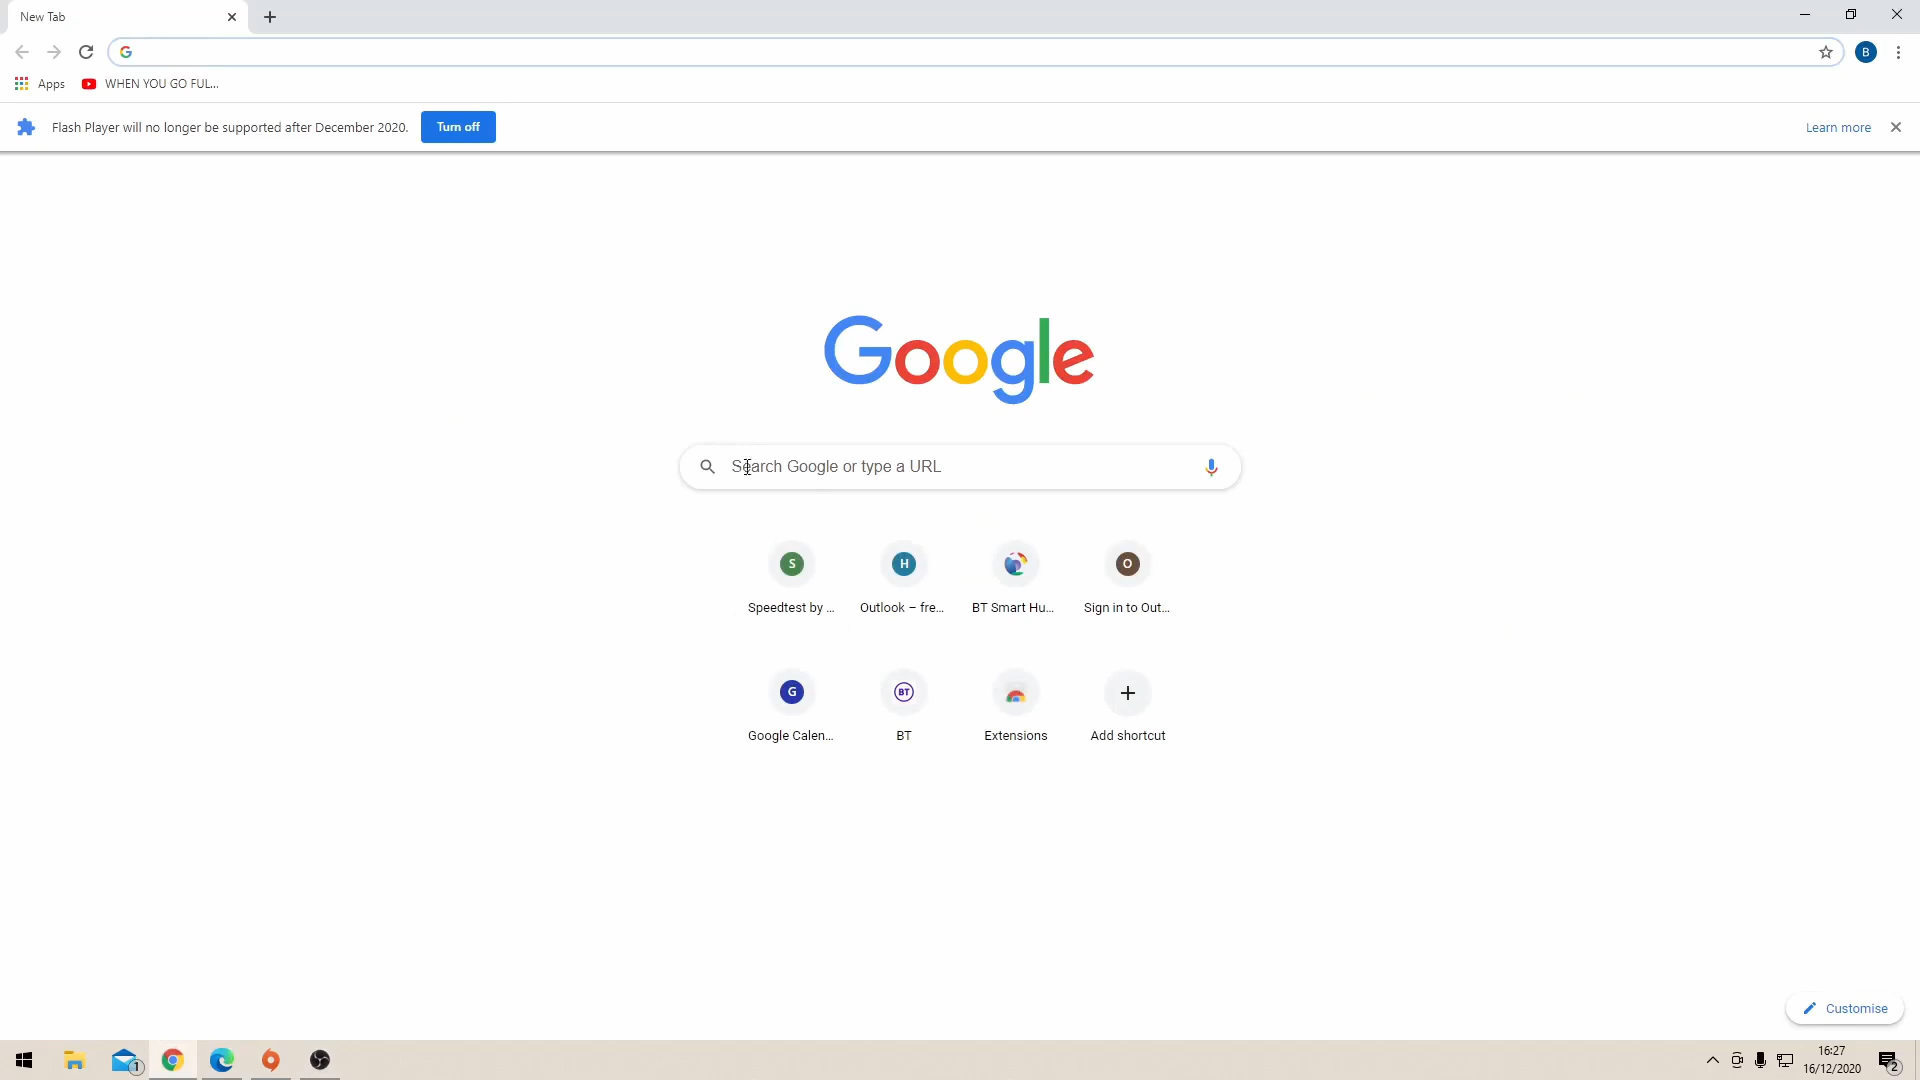 New Tab
Apps
WHEN YOU GO FUL...
Flash Player will no longer be supported after December 2020.
Turn off
Learn more
B
Google
Search Google or type a URL
S
H
O
Speedtest by ...
Outlook – fre...
BT Smart Hu...
Sign in to Out...
G
BT
Google Calen...
BT
Extensions
Add shortcut
Customise
1
16:27
16/12/2020
2